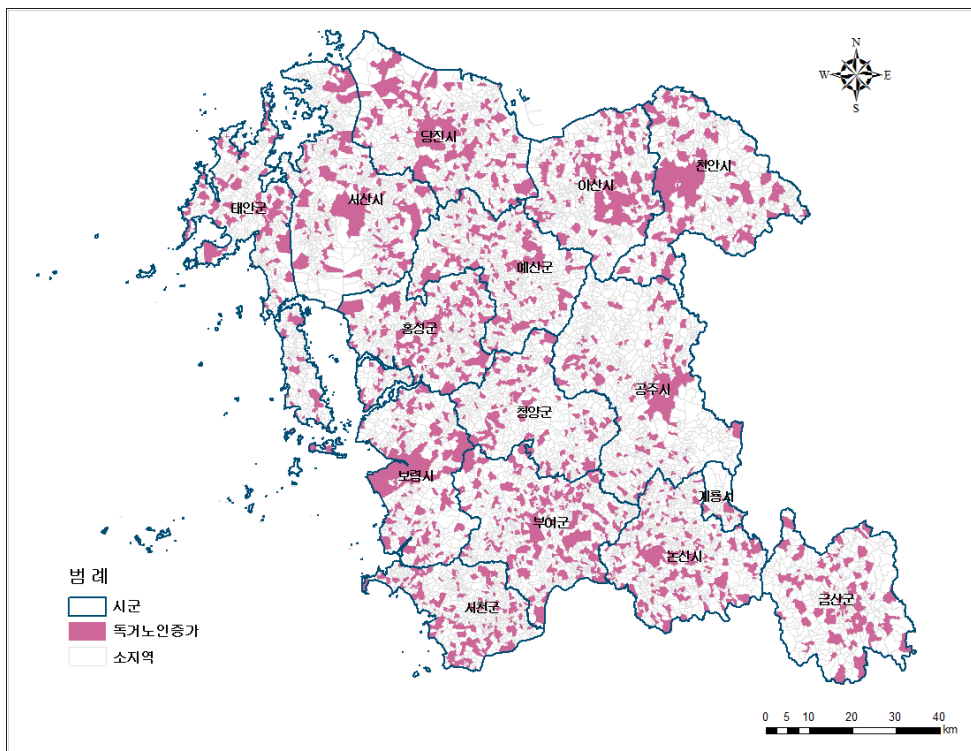 N
W E
S
당진시
천안시
아산시
서산시
태안군
예산군
홍성군
공주시
청양군
보령시
계룡시
부여군
논산시
금산군
서천군
범 례
시군
독거노인증가
소지역
0 5 10 20 30 40
km